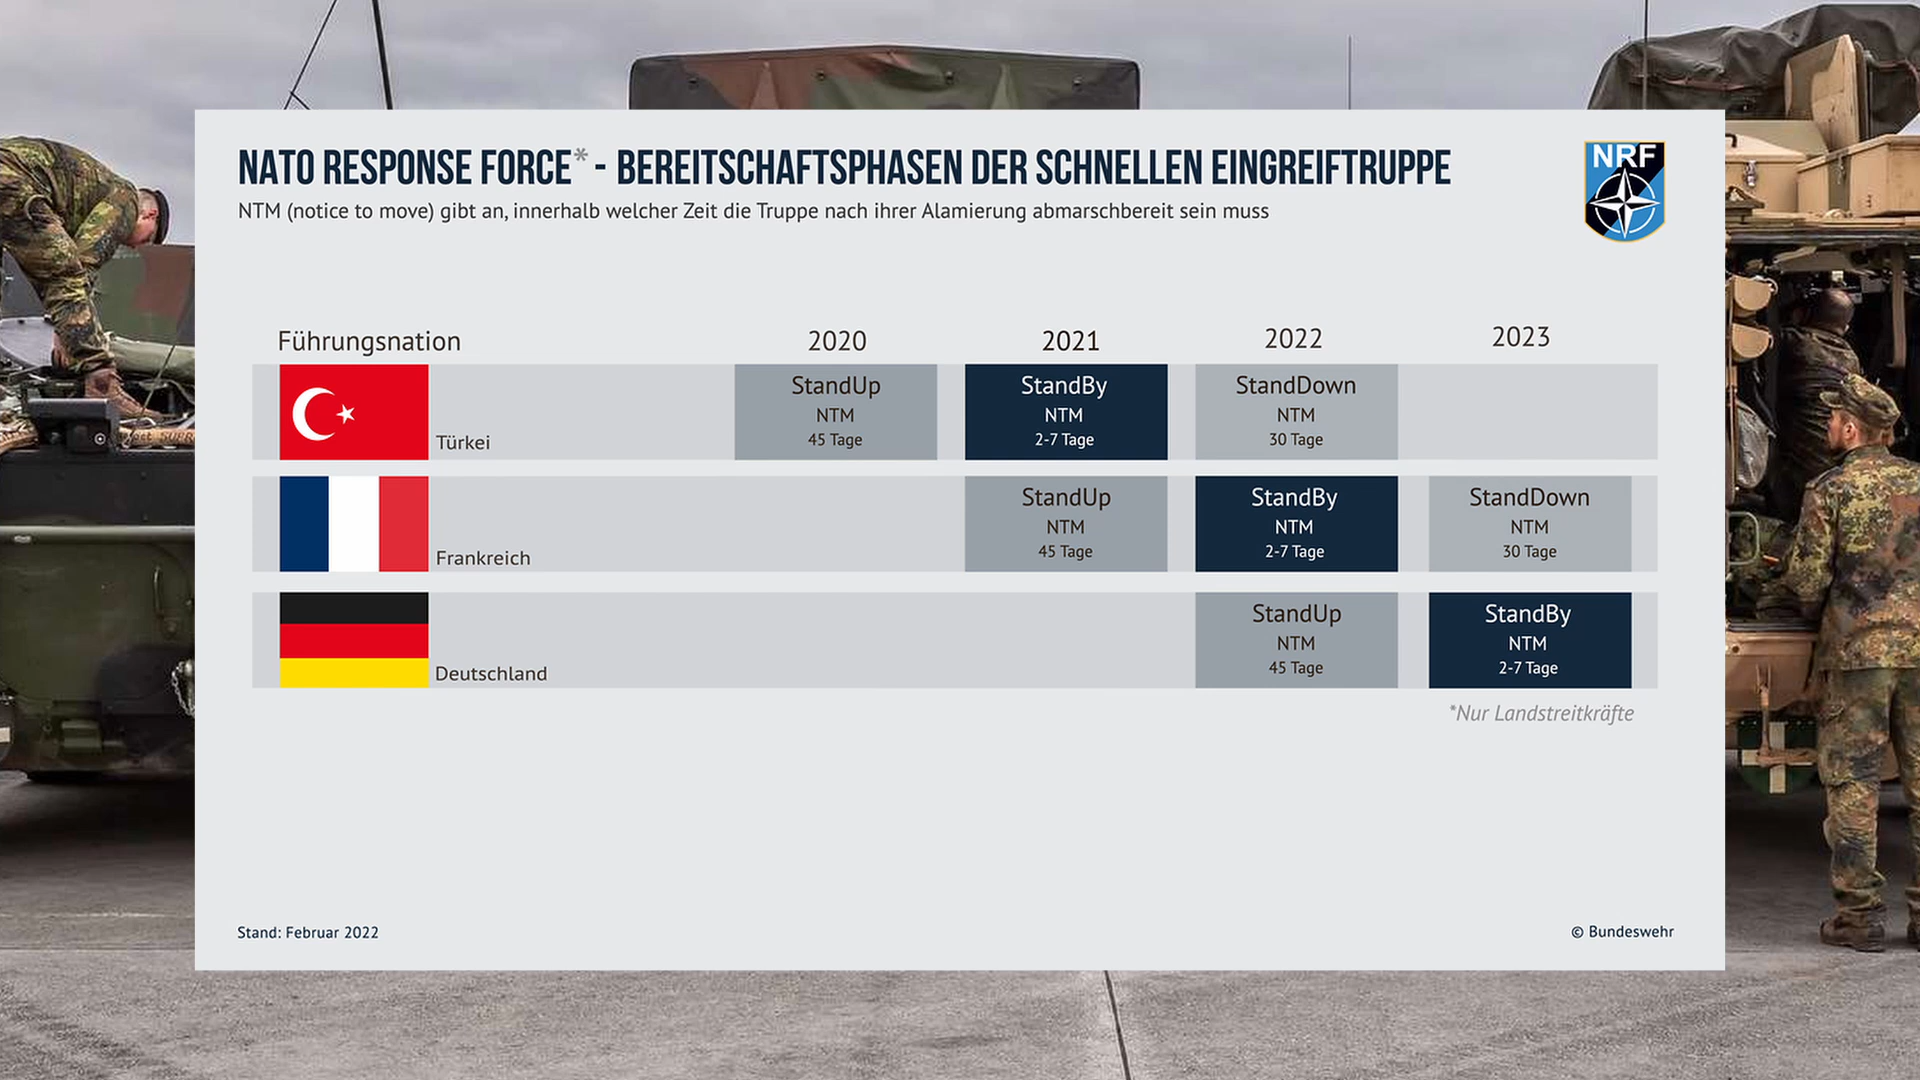 NATO RESPONSE FORCE* - BEREITSCHAFTSPHASEN DER SCHNELLEN EINGREIFTRUPPE
NTM (notice to move) gibt an, innerhalb welcher Zeit die Truppe nach ihrer Alamierung abmarschbereit sein muss
NRF
Führungsnation 2020 2021 2022 2023
Türkei
StandUp
NTM
45 Tage
StandBy
NTM
2-7 Tage
StandDown
NTM
30 Tage
Frankreich
StandUp
NTM
45 Tage
StandBy
NTM
2-7 Tage
StandDown
NTM
30 Tage
Deutschland
StandUp
NTM
45 Tage
StandBy
NTM
2-7 Tage
*Nur Landstreitkräfte
Stand: Februar 2022
© Bundeswehr